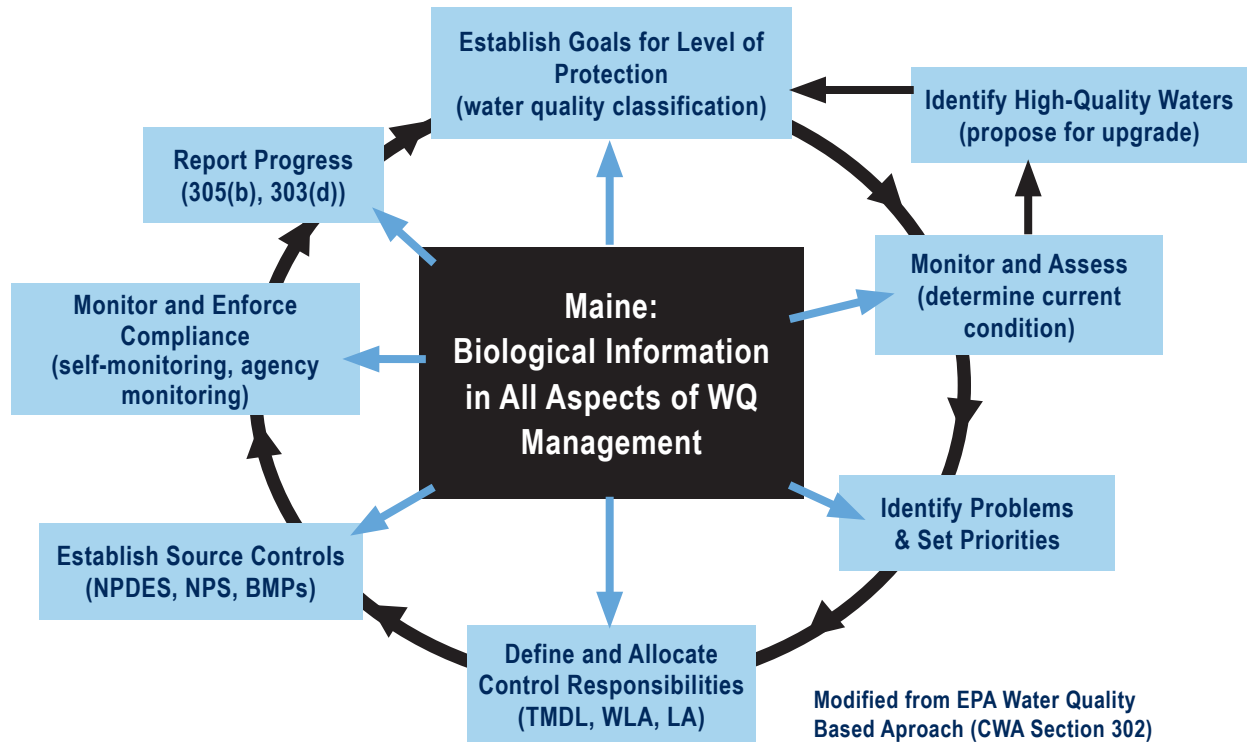 Establish Goals for Level of
Protection
(water quality classification)
Identify High-Quality Waters
(propose for upgrade)
Report Progress
(305(b), 303(d))
Monitor and Assess
(determine current
condition)
Maine:
Biological Information
in All Aspects of WQ
Management
Monitor and Enforce
Compliance
(self-monitoring, agency
monitoring)
Identify Problems
& Set Priorities
Establish Source Controls
(NPDES, NPS, BMPs)
Define and Allocate
Control Responsibilities
(TMDL, WLA, LA)
Modified from EPA Water Quality
Based Aproach (CWA Section 302)